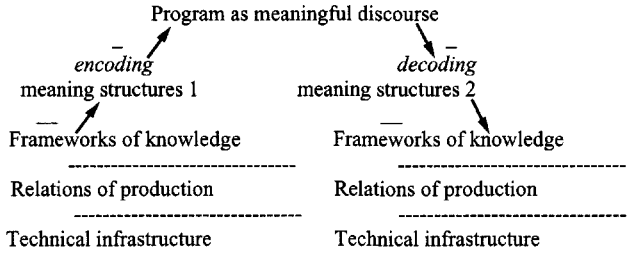 Program as meaningful discourse
encoding
meaning structures 1
decoding
meaning structures 2
Frameworks of knowledge
Frameworks of knowledge
Relations of production
Relations of production
Technical infrastructure
Technical infrastructure